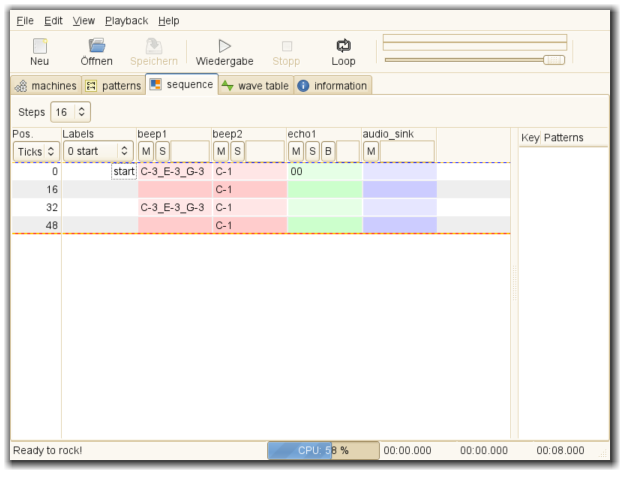 File Edit View Playback Help
Neu Öffnen Speichern Wiedergabe Stopp Loop
machines patterns sequence wave table information
Steps 16
Pos. Labels beep1 beep2 echo1 audio_sink Key Patterns
Ticks 0 start M S M S M S B M
0 start C-3_E-3_G-3 C-1 00
16 C-1
32 C-3_E-3_G-3 C-1
48 C-1
Ready to rock! CPU: 58 % 00:00.000 00:00.000 00:08.000